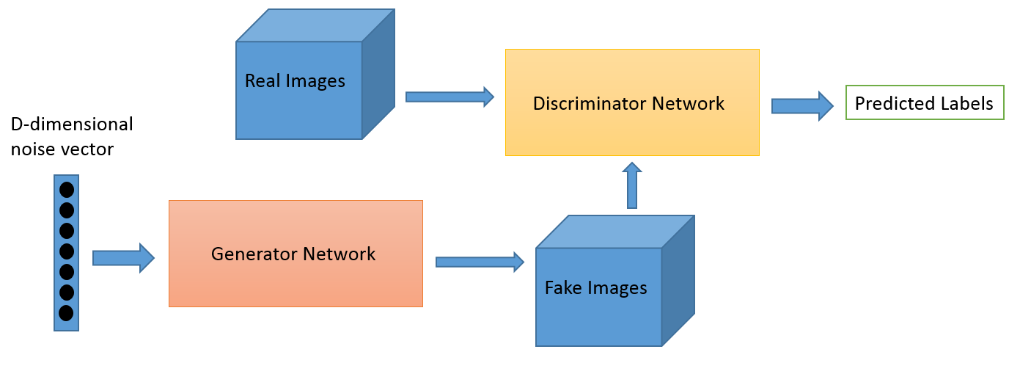 Real Images
Discriminator Network
Predicted Labels
D-dimensional
noise vector
Generator Network
Fake Images